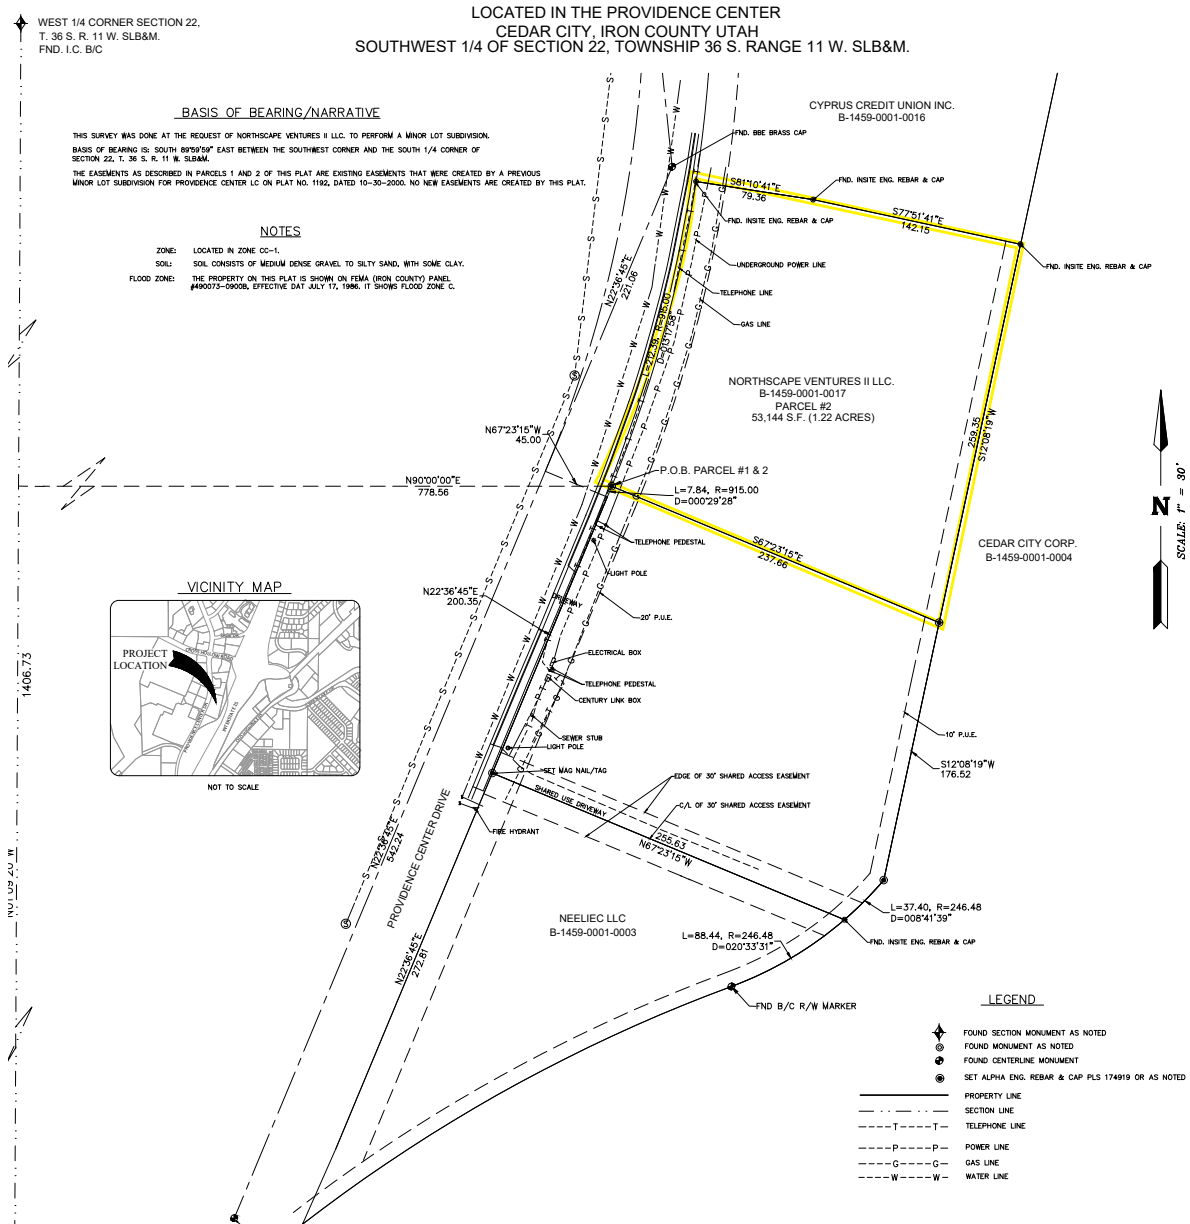 LOCATED IN THE PROVIDENCE CENTER
CEDAR CITY, IRON COUNTY UTAH
SOUTHWEST 1/4 OF SECTION 22, TOWNSHIP 36 S. RANGE 11 W. SLB&M.
WEST 1/4 CORNER SECTION 22,
T. 36 S. R. 11 W. SLB&M.
FND. I.C. B/C
BASIS OF BEARING/NARRATIVE
THIS SURVEY WAS DONE AT THE REQUEST OF NORTHSCAPE VENTURES II LLC. TO PERFORM A MINOR LOT SUBDIVISION.
BASIS OF BEARING IS: SOUTH 89°59'59" EAST BETWEEN THE SOUTHWEST CORNER AND THE SOUTH 1/4 CORNER OF
SECTION 22, T. 36 S. R. 11 W. SLB&M.
THE EASEMENTS AS DESCRIBED IN PARCELS 1 AND 2 OF THIS PLAT ARE EXISTING EASEMENTS THAT WERE CREATED BY A PREVIOUS
MINOR LOT SUBDIVISION FOR PROVIDENCE CENTER LC ON PLAT NO. 1192, DATED 10-30-2000. NO NEW EASEMENTS ARE CREATED BY THIS PLAT.
NOTES
ZONE: LOCATED IN ZONE CC-1.
SOIL: SOIL CONSISTS OF MEDIUM DENSE GRAVEL TO SILTY SAND, WITH SOME CLAY.
FLOOD ZONE: THE PROPERTY ON THIS PLAT IS SHOWN ON FEMA (IRON COUNTY) PANEL
#490073-0900B, EFFECTIVE DAT JULY 17, 1986. IT SHOWS FLOOD ZONE C.
CYPRUS CREDIT UNION INC.
B-1459-0001-0016
FND. BBE BRASS CAP
S81°10'41"E
79.36
FND. INSITE ENG. REBAR & CAP
S77°51'41"E
142.15
FND. INSITE ENG. REBAR & CAP
FND. INSITE ENG. REBAR & CAP
UNDERGROUND POWER LINE
TELEPHONE LINE
GAS LINE
N22°36'45"E
221.06
L=212.39, R=915.00
D=013°17'58"
NORTHSCAPE VENTURES II LLC.
B-1459-0001-0017
PARCEL #2
53,144 S.F. (1.22 ACRES)
259.35
S12°08'19"W
N67°23'15"W
45.00
P.O.B. PARCEL #1 & 2
N90°00'00"E
778.56
L=7.84, R=915.00
D=000°29'28"
S67°23'15"E
237.66
CEDAR CITY CORP.
B-1459-0001-0004
N
SCALE: 1" = 30'
TELEPHONE PEDESTAL
LIGHT POLE
DRIVEWAY
20' P.U.E.
N22°36'45"E
200.35
ELECTRICAL BOX
TELEPHONE PEDESTAL
CENTURY LINK BOX
SEWER STUB
LIGHT POLE
SET MAG NAIL/TAG
VICINITY MAP
PROJECT
LOCATION
INTERSTATE 15
NOT TO SCALE
1406.73
10' P.U.E.
S12°08'19"W
176.52
EDGE OF 30' SHARED ACCESS EASEMENT
C/L OF 30' SHARED ACCESS EASEMENT
SHARED USE DRIVEWAY
255.63
N67°23'15"W
FIRE HYDRANT
N22°36'45"E
542.24
PROVIDENCE CENTER DRIVE
N22°36'45"E
272.81
NEELIEC LLC
B-1459-0001-0003
L=37.40, R=246.48
D=008°41'39"
L=88.44, R=246.48
D=020°33'31"
FND. INSITE ENG. REBAR & CAP
FND B/C R/W MARKER
LEGEND
FOUND SECTION MONUMENT AS NOTED
FOUND MONUMENT AS NOTED
FOUND CENTERLINE MONUMENT
SET ALPHA ENG. REBAR & CAP PLS 174919 OR AS NOTED
PROPERTY LINE
SECTION LINE
T T TELEPHONE LINE
P P POWER LINE
G G GAS LINE
W W WATER LINE